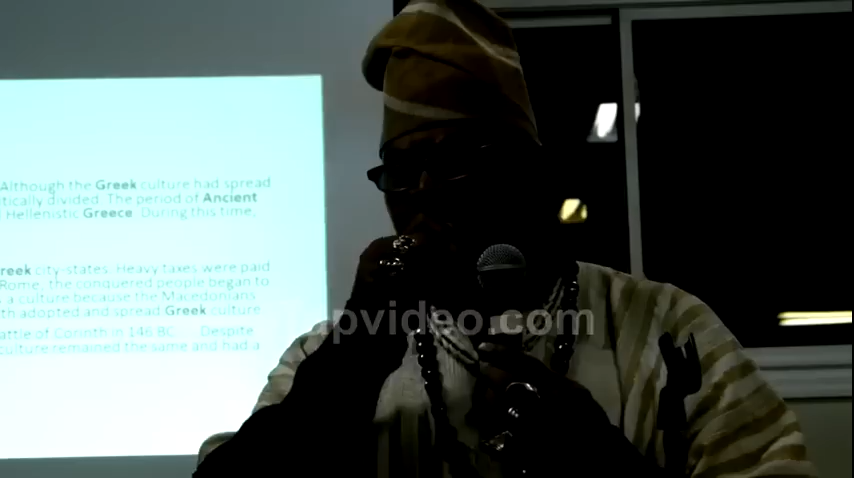 Although the Greek culture had spread
tically divided. The period of Ancient
Hellenistic Greece. During this time,
reek city-states. Heavy taxes were paid
Rome, the conquered people began to
a culture because the Macedonians
th adopted and spread Greek culture
attle of Corinth in 146 BC.... Despite
culture remained the same and had a
pvideo.com